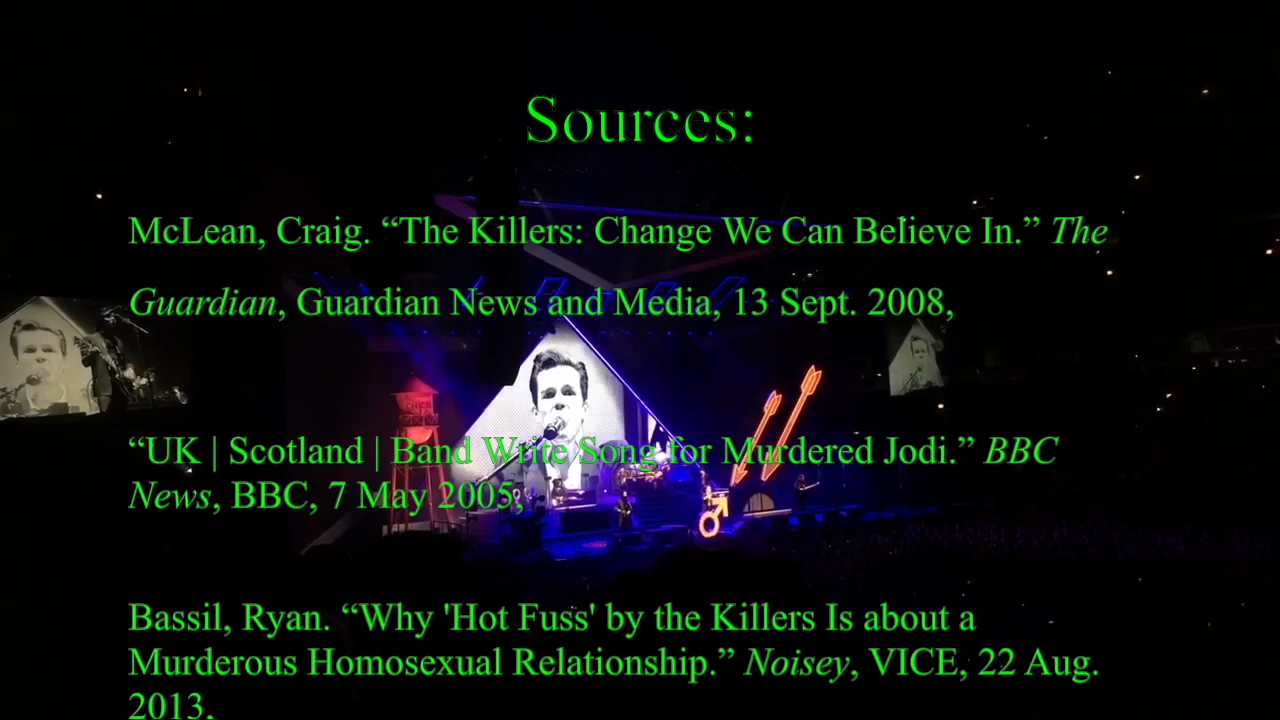 Sources:
McLean, Craig. “The Killers: Change We Can Believe In.” The
Guardian, Guardian News and Media, 13 Sept. 2008,
“UK | Scotland | Band Write Song for Murdered Jodi.” BBC
News, BBC, 7 May 2005,
Bassil, Ryan. “Why 'Hot Fuss' by the Killers Is about a
Murderous Homosexual Relationship.” Noisey, VICE, 22 Aug.
2013,